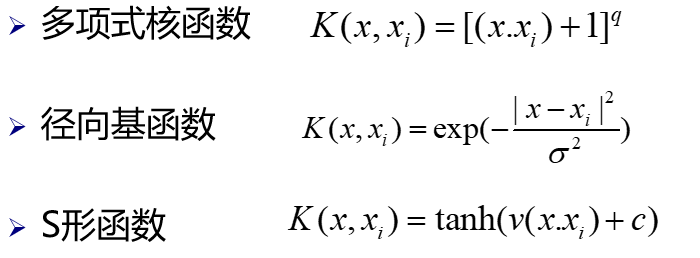 ➢ 多项式核函数 K(x, x_i) = [(x.x_i) + 1]^q
➢ 径向基函数 K(x, x_i) = exp(-\frac{|x - x_i|^2}{σ^2})
➢ S形函数 K(x, x_i) = tanh(v(x.x_i) + c)